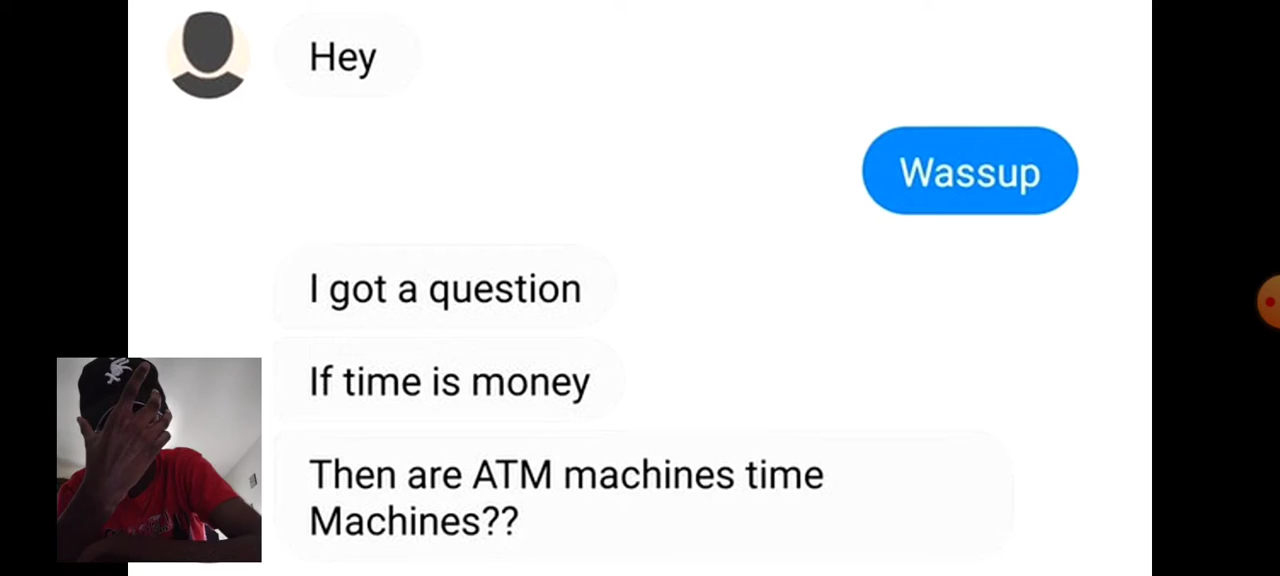 Hey
Wassup
I got a question
If time is money
Then are ATM machines time
Machines??